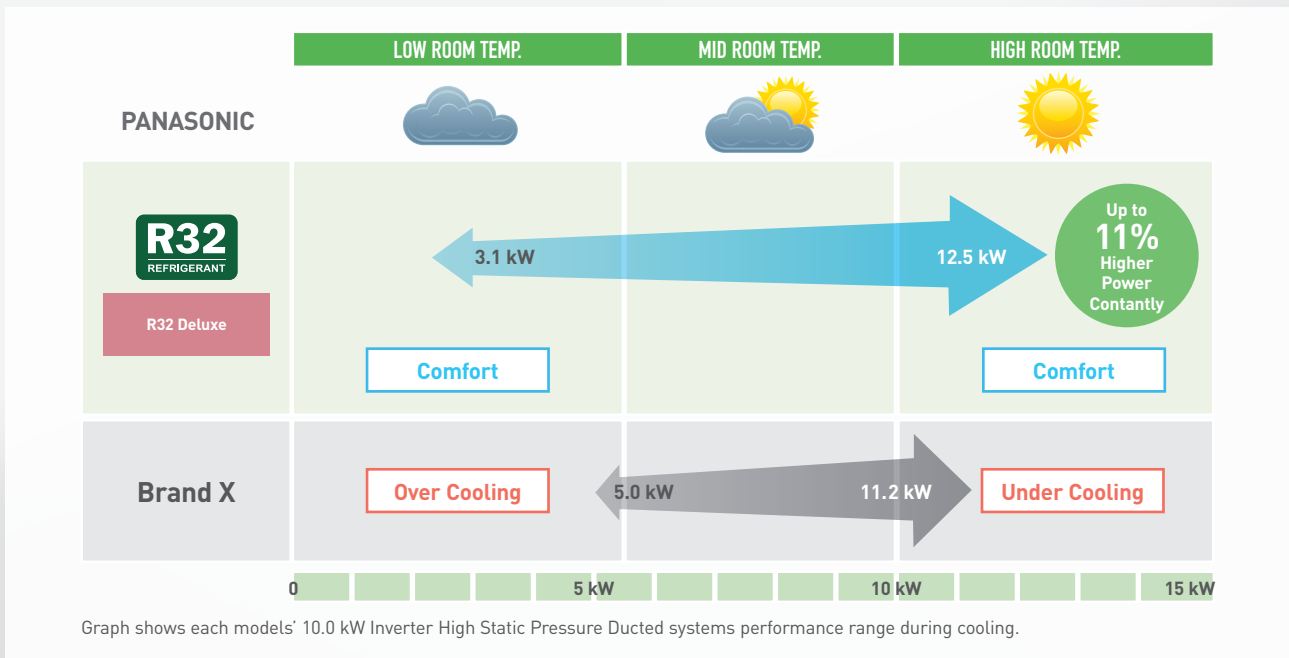 LOW ROOM TEMP.
MID ROOM TEMP.
HIGH ROOM TEMP.
PANASONIC
R32
REFRIGERANT
R32 Deluxe
3.1 kW
12.5 kW
Up to
11%
Higher
Power
Contantly
Comfort
Comfort
Brand X
Over Cooling
5.0 kW
11.2 kW
Under Cooling
0
5 kW
10 kW
15 kW
Graph shows each models' 10.0 kW Inverter High Static Pressure Ducted systems performance range during cooling.